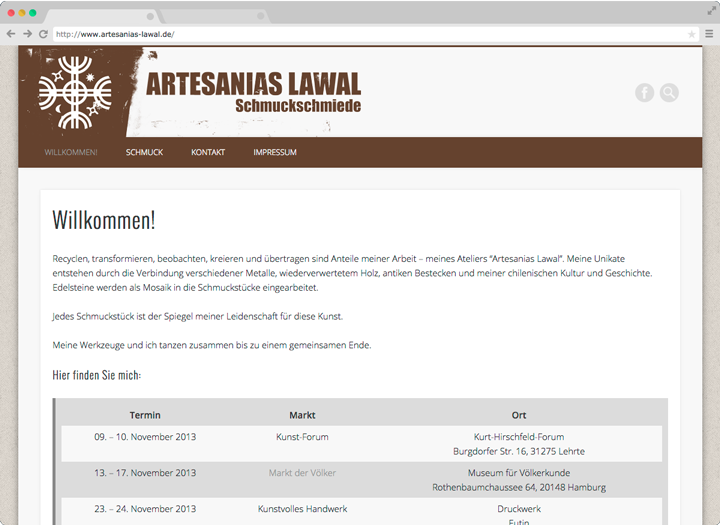 http://www.artesanias-lawal.de/
ARTESANIAS LAWAL
Schmuckschmiede
WILLKOMMEN! SCHMUCK KONTAKT IMPRESSUM
Willkommen!
Recyclen, transformieren, beobachten, kreieren und übertragen sind Anteile meiner Arbeit – meines Ateliers “Artesanias Lawal”. Meine Unikate
entstehen durch die Verbindung verschiedener Metalle, wiederverwertetem Holz, antiken Bestecken und meiner chilenischen Kultur und Geschichte.
Edelsteine werden als Mosaik in die Schmuckstücke eingearbeitet.
Jedes Schmuckstück ist der Spiegel meiner Leidenschaft für diese Kunst.
Meine Werkzeuge und ich tanzen zusammen bis zu einem gemeinsamen Ende.
Hier finden Sie mich:
Termin Markt Ort
09. – 10. November 2013 Kunst-Forum Kurt-Hirschfeld-Forum
Burgdorfer Str. 16, 31275 Lehrte
13. – 17. November 2013 Markt der Völker Museum für Völkerkunde
Rothenbaumchaussee 64, 20148 Hamburg
23. – 24. November 2013 Kunstvolles Handwerk Druckwerk
Eutin